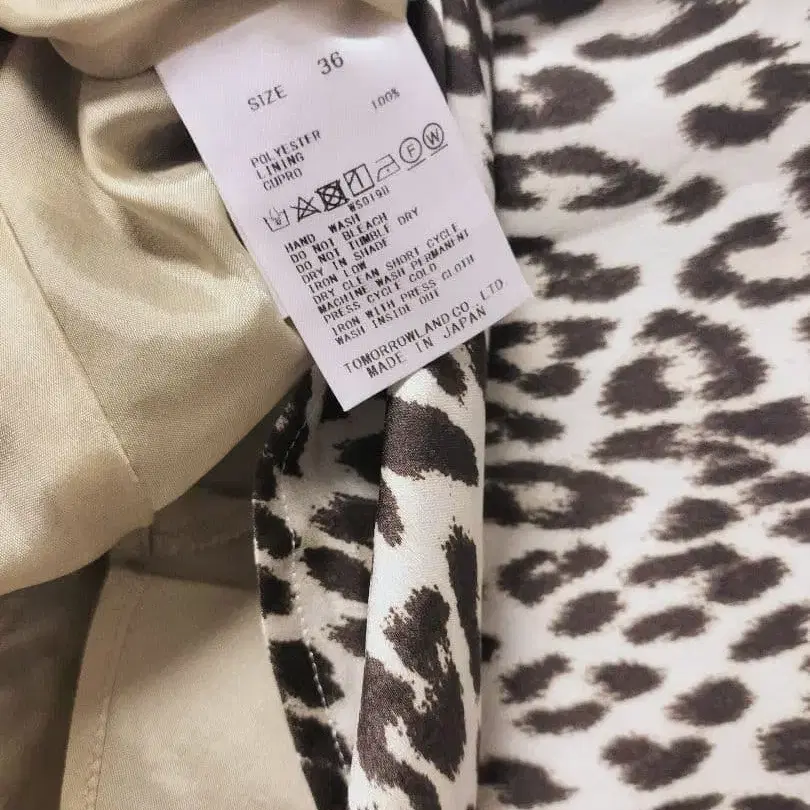 SIZE 36
100%
POLYESTER
LINING
CUPRO
F W
WS019U
HAND WASH
DO NOT BLEACH
DO NOT TUMBLE DRY
DRY IN SHADE
IRON LOW
DRY CLEAN SHORT CYCLE
MACHINE WASH PERMANENT
PRESS CYCLE COLD
IRON WITH PRESS CLOTH
WASH INSIDE OUT
TOMORROWLAND CO., LTD.
MADE IN JAPAN